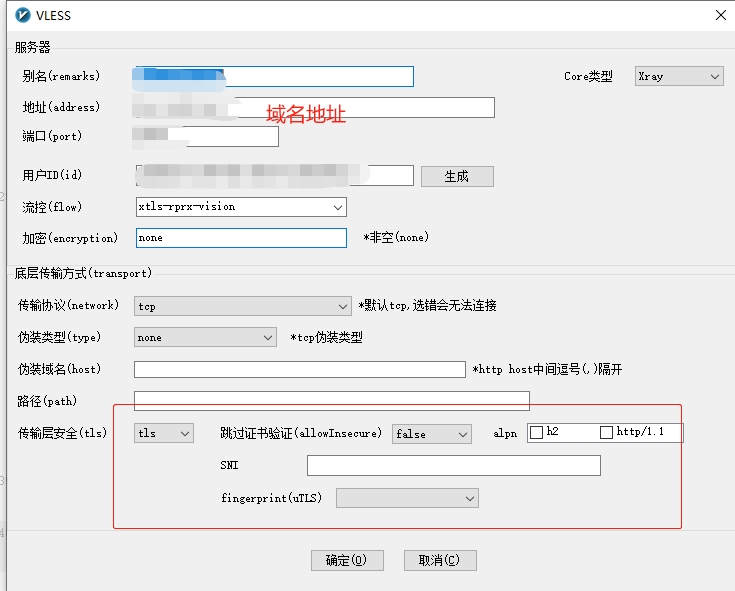 VLESS
服务器
别名(remarks) Core类型 Xray
地址(address) 域名地址
端口(port)
用户ID(id) 生成
流控(flow) xtls-rprx-vision
加密(encryption) none *非空(none)
底层传输方式(transport)
传输协议(network) tcp *默认tcp,选错会无法连接
伪装类型(type) none *tcp伪装类型
伪装域名(host) *http host中间逗号(,)隔开
路径(path)
传输层安全(tls) tls 跳过证书验证(allowInsecure) false alpn h2 http/1.1
SNI
fingerprint(uTLS)
确定(O) 取消(C)